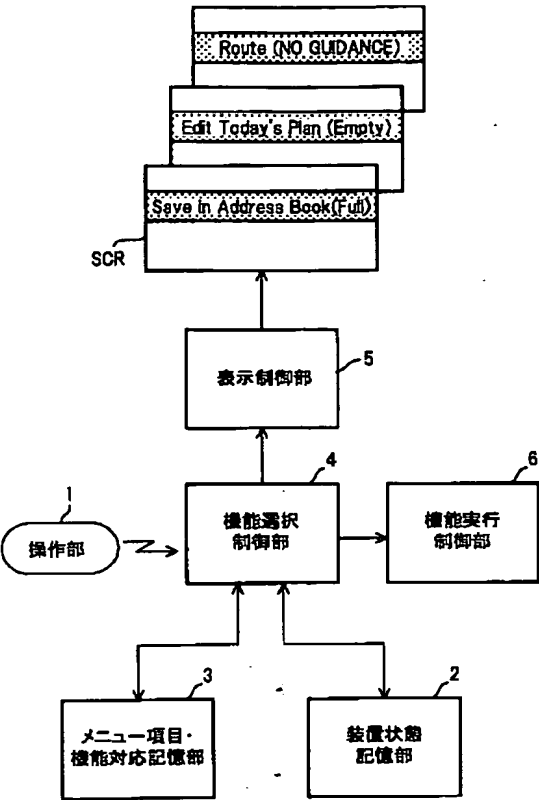 Route (NO GUIDANCE)
Edit Today's Plan (Empty)
Save in Address Book(Full)
SCR
表示制御部
5
4
6
1
操作部
機能選択
制御部
機能実行
制御部
3
2
メニュー項目・
機能対応記憶部
装置状態
記憶部